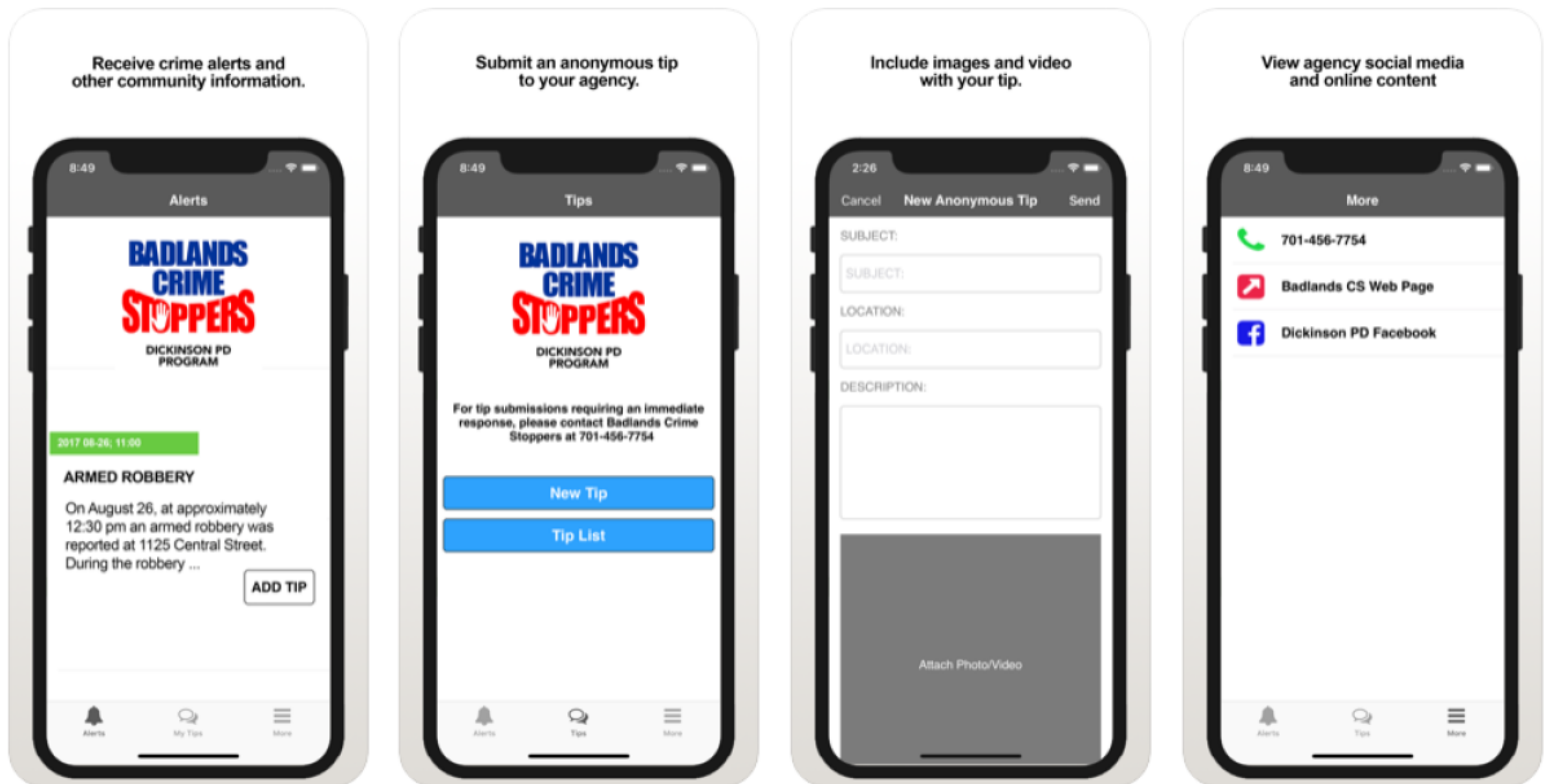 Receive crime alerts and
other community information.
8:49
Alerts
BADLANDS
CRIME
STOPPERS
DICKINSON PD
PROGRAM
2017 08-26; 11:00
ARMED ROBBERY
On August 26, at approximately
12:30 pm an armed robbery was
reported at 1125 Central Street.
During the robbery ...
ADD TIP
Alerts
My Tips
More
Submit an anonymous tip
to your agency.
8:49
Tips
BADLANDS
CRIME
STOPPERS
DICKINSON PD
PROGRAM
For tip submissions requiring an immediate
response, please contact Badlands Crime
Stoppers at 701-456-7754
New Tip
Tip List
Alerts
Tips
More
Include images and video
with your tip.
2:26
Cancel New Anonymous Tip Send
SUBJECT:
SUBJECT:
LOCATION:
LOCATION:
DESCRIPTION:
Attach Photo/Video
View agency social media
and online content
8:49
More
701-456-7754
Badlands CS Web Page
Dickinson PD Facebook
Alerts
Tips
More